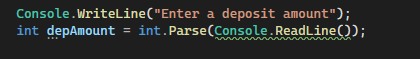 Console.WriteLine("Enter a deposit amount");
int depAmount = int.Parse(Console.ReadLine());